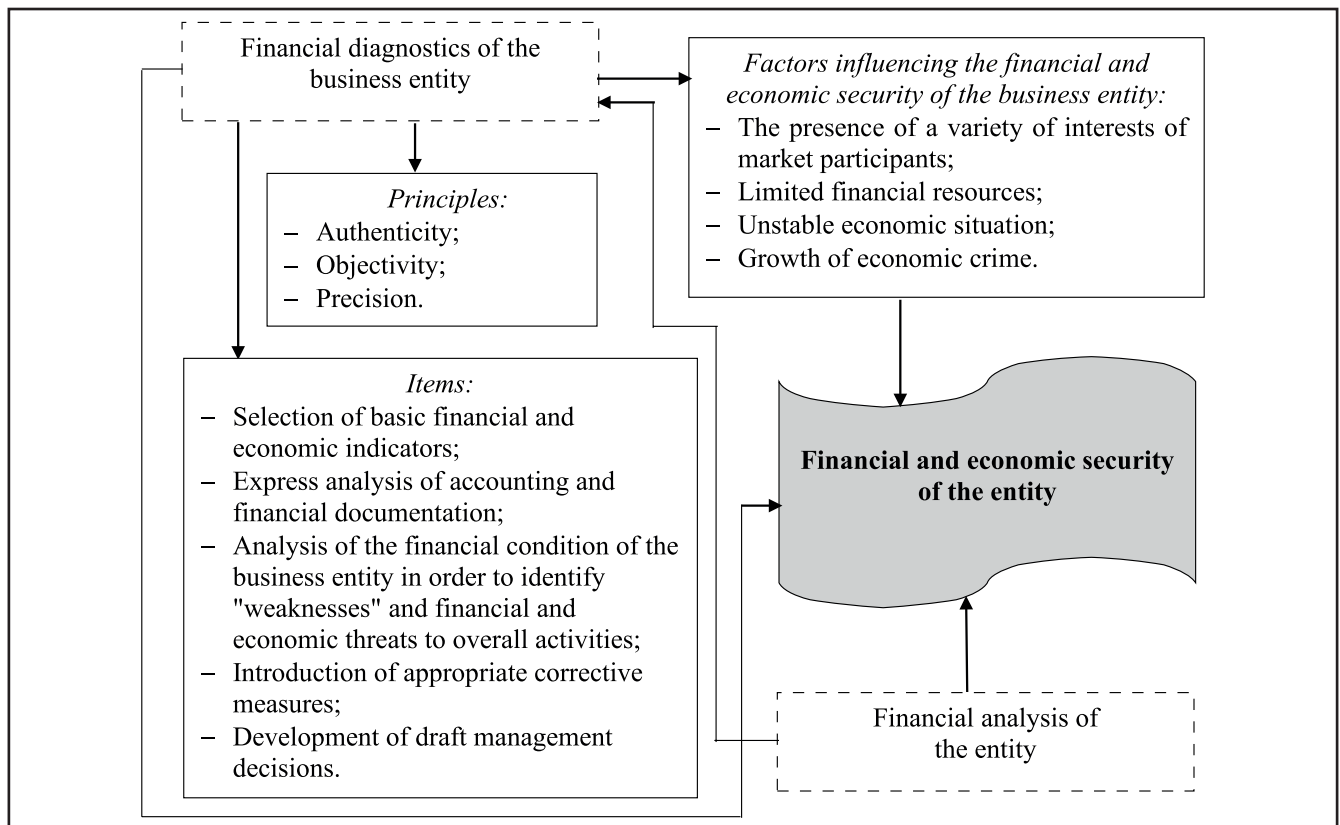 Financial diagnostics of the
business entity
Factors influencing the financial and
economic security of the business entity:
– The presence of a variety of interests of
market participants;
– Limited financial resources;
– Unstable economic situation;
– Growth of economic crime.
Principles:
– Authenticity;
– Objectivity;
– Precision.
Items:
– Selection of basic financial and
economic indicators;
– Express analysis of accounting and
financial documentation;
– Analysis of the financial condition of the
business entity in order to identify
"weaknesses" and financial and
economic threats to overall activities;
– Introduction of appropriate corrective
measures;
– Development of draft management
decisions.
Financial and economic security
of the entity
Financial analysis of
the entity